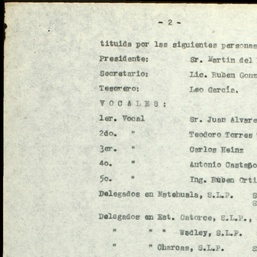 - 2 -
tituida por las siguientes personas
Presidente: Sr. Martin del
Secretario: Lic. Ruben Gonz
Tesorero: Leo Garcia.
V O C A L E S :
1er. Vocal Sr. Juan Alvare
2do. " Teodoro Torres
3er. " Carlos Heinz
4o. " Antonio Castaño
5o. " Ing. Ruben Orti
Delegados en Matehuala, S.L.P. S
S
Delegados en Est. Catorce, S.L.P.,
" " " Wadley, S.L.P.
" " Charcas, S.L.P. S